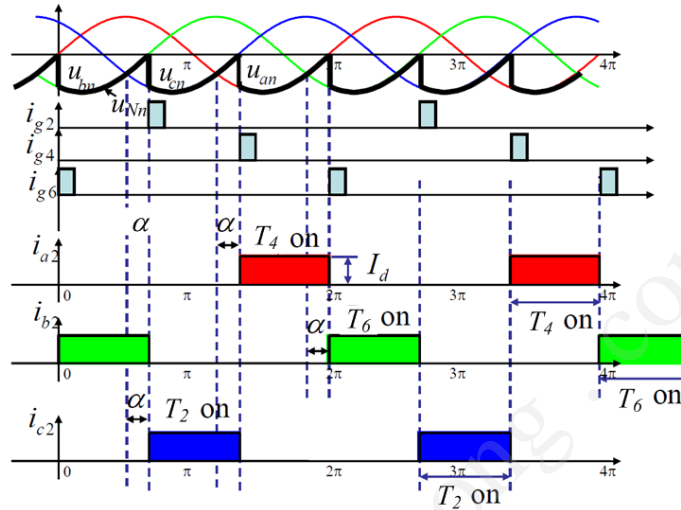 u_bn u_cn u_an
u_Nn
π 2π 3π 4π
i_g2
i_g4
i_g6
α
α T_4 on
i_a2
I_d
0 π 2π 3π 4π
T_4 on
i_b2
α T_6 on
0 π 2π 3π 4π
T_6 on
α T_2 on
i_c2
0 π 2π 3π 4π
T_2 on